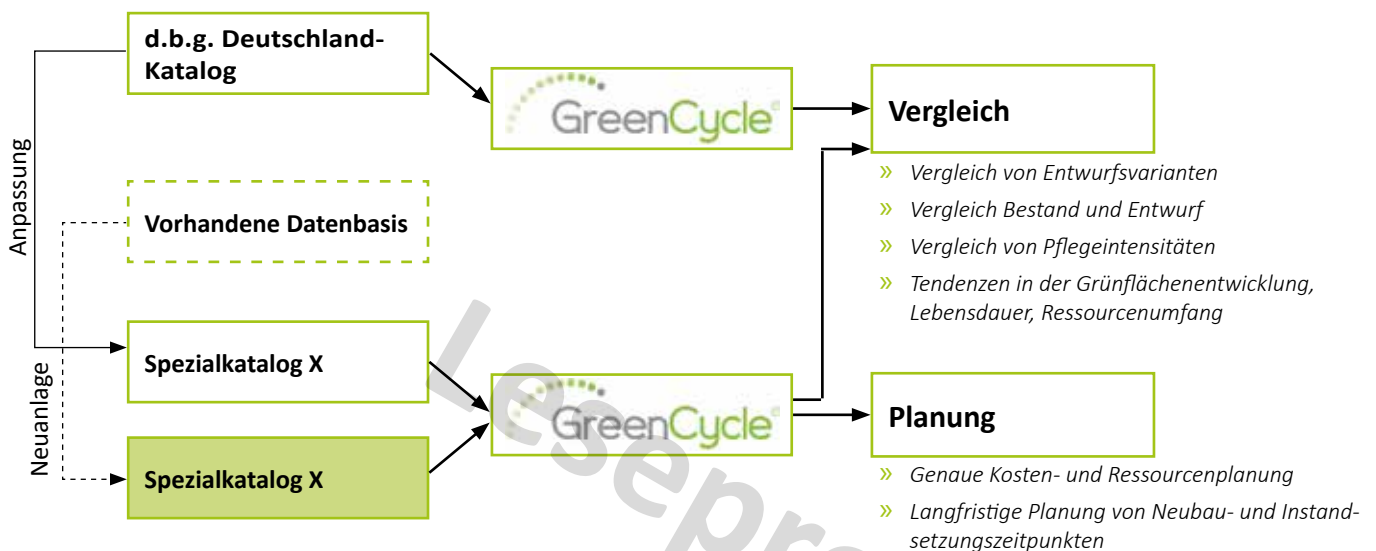 d.b.g. Deutschland-
Katalog
GreenCycle®
Vergleich
» Vergleich von Entwurfsvarianten
» Vergleich Bestand und Entwurf
» Vergleich von Pflegeintensitäten
» Tendenzen in der Grünflächenentwicklung,
Lebensdauer, Ressourcenumfang
Anpassung
Vorhandene Datenbasis
Neuanlage
Spezialkatalog X
Spezialkatalog X
GreenCycle®
Planung
» Genaue Kosten- und Ressourcenplanung
» Langfristige Planung von Neubau- und Instand-
setzungszeitpunkten
Lesepr